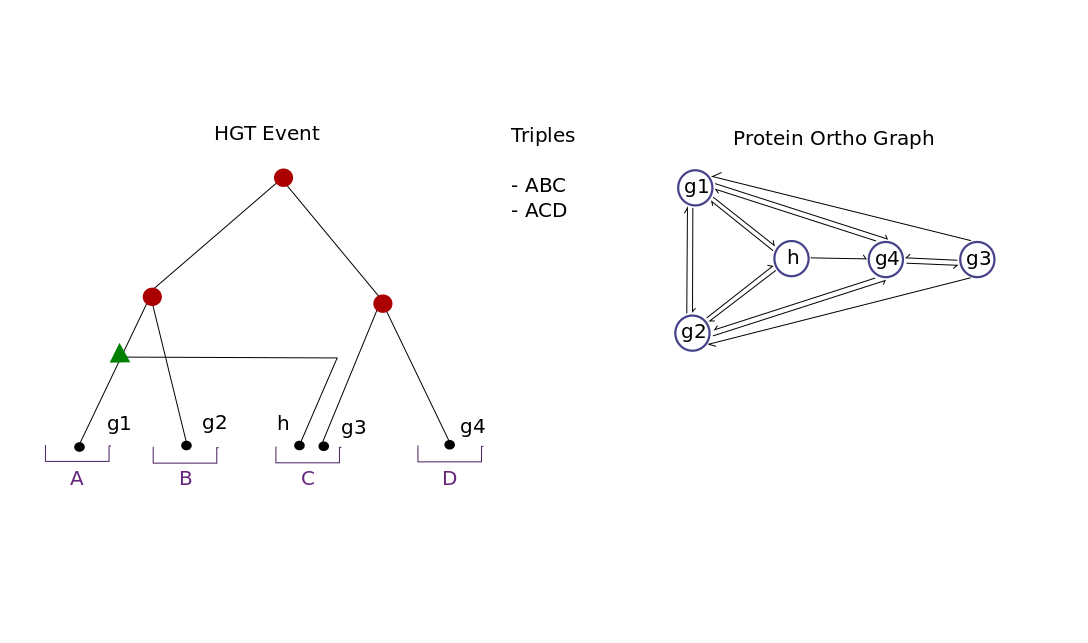 HGT Event
g1
g2
h
g3
g4
A
B
C
D
Triples
- ABC
- ACD
Protein Ortho Graph
g1
h
g4
g3
g2